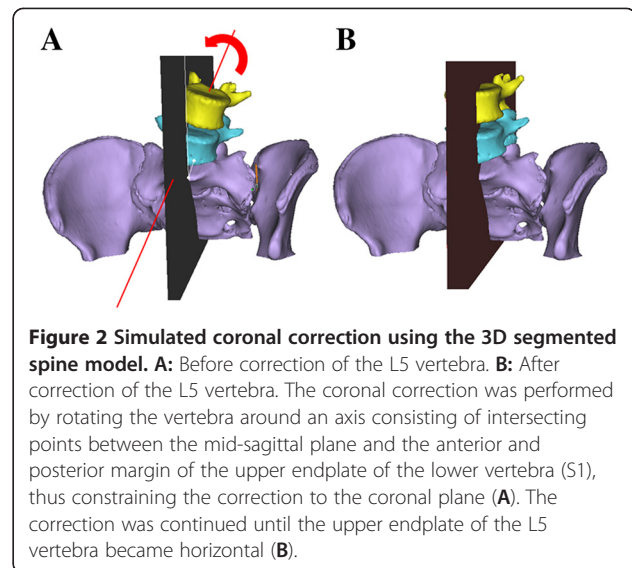 A
B
Figure 2 Simulated coronal correction using the 3D segmented
spine model. A: Before correction of the L5 vertebra. B: After
correction of the L5 vertebra. The coronal correction was performed
by rotating the vertebra around an axis consisting of intersecting
points between the mid-sagittal plane and the anterior and
posterior margin of the upper endplate of the lower vertebra (S1),
thus constraining the correction to the coronal plane (A). The
correction was continued until the upper endplate of the L5
vertebra became horizontal (B).